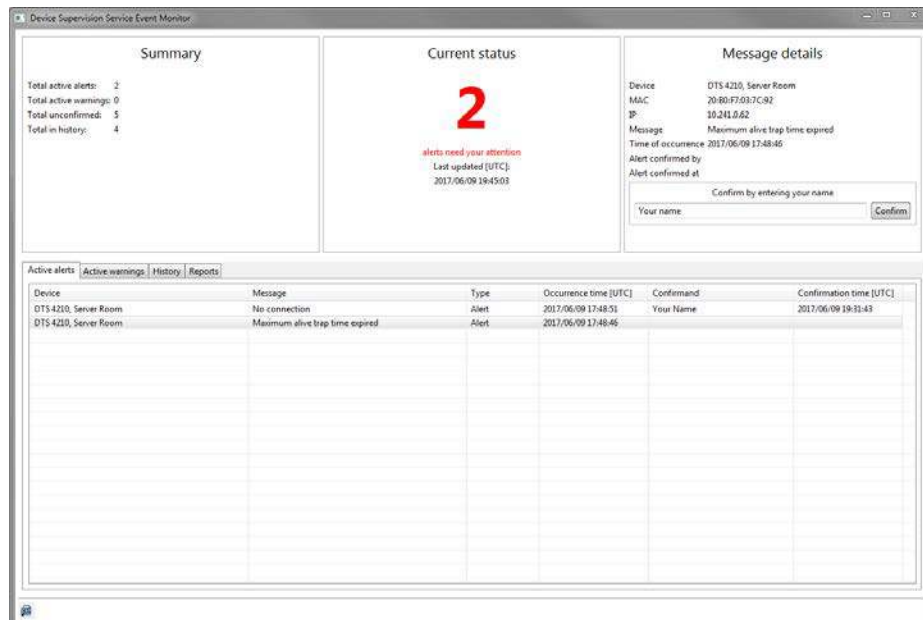 Device Supervision Service Event Monitor
Summary
Total active alerts: 2
Total active warnings: 0
Total unconfirmed: 5
Total in history: 4
Current status
2
alerts need your attention
Last updated [UTC]:
2017/06/09 19:45:03
Message details
Device DTS 4210, Server Room
MAC 20:B0:F7:03:7C:92
IP 10.241.0.62
Message Maximum alive trap time expired
Time of occurrence 2017/06/09 17:48:46
Alert confirmed by
Alert confirmed at
Confirm by entering your name
Your name Confirm
Active alerts Active warnings History Reports
Device Message Type Occurrence time [UTC] Confirmand Confirmation time [UTC]
DTS 4210, Server Room No connection Alert 2017/06/09 17:48:51 Your Name 2017/06/09 19:31:43
DTS 4210, Server Room Maximum alive trap time expired Alert 2017/06/09 17:48:46